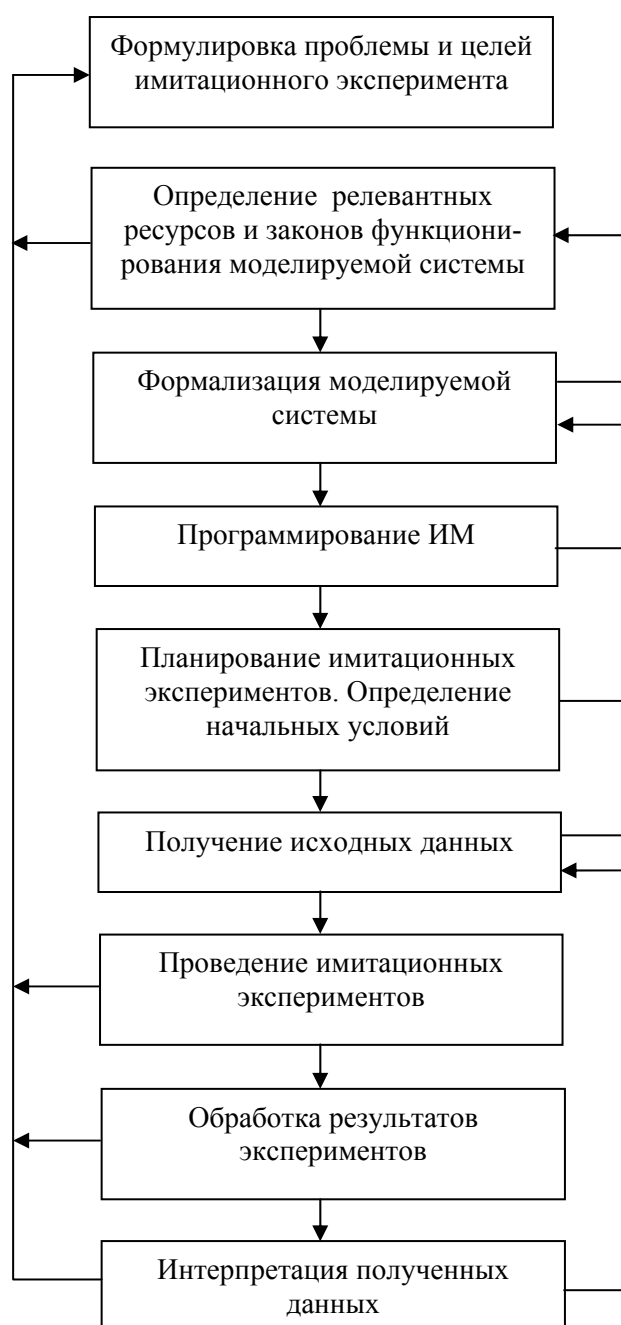 Формулировка проблемы и целей
имитационного эксперимента
Определение релевантных
ресурсов и законов функциони-
рования моделируемой системы
Формализация моделируемой
системы
Программирование ИМ
Планирование имитационных
экспериментов. Определение
начальных условий
Получение исходных данных
Проведение имитационных
экспериментов
Обработка результатов
экспериментов
Интерпретация полученных
данных